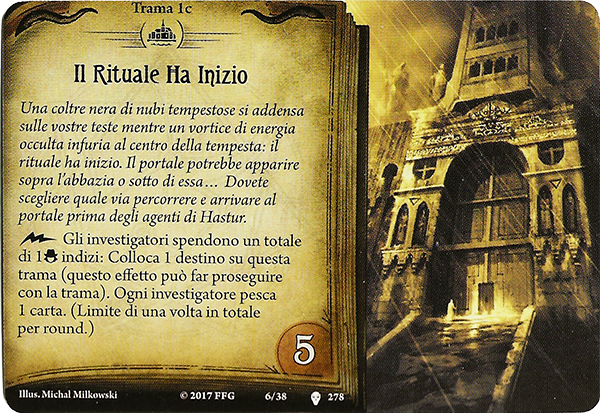 Trama 1c
Il Rituale Ha Inizio
Una coltre nera di nubi tempestose si addensa
sulle vostre teste mentre un vortice di energia
occulta infuria al centro della tempesta: il
rituale ha inizio. Il portale potrebbe apparire
sopra l'abbazia o sotto di essa… Dovete
scegliere quale via percorrere e arrivare al
portale prima degli agenti di Hastur.
Gli investigatori spendono un totale
di 1 indizi: Colloca 1 destino su questa
trama (questo effetto può far proseguire
con la trama). Ogni investigatore pesca
1 carta. (Limite di una volta in totale
per round.)
5
Illus. Michal Milkowski © 2017 FFG 6/38 278